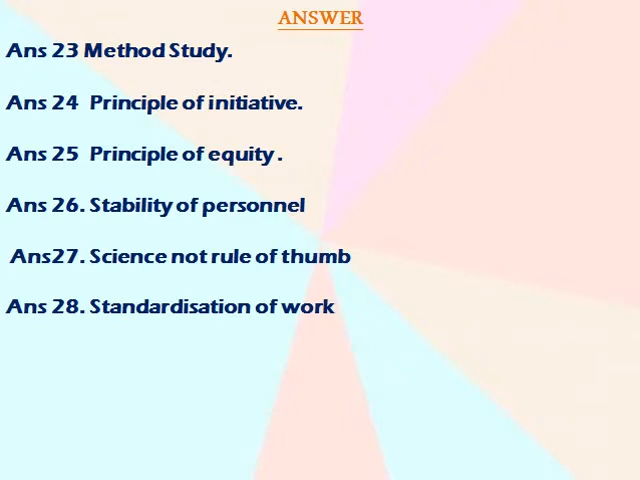 ANSWER
Ans 23 Method Study.
Ans 24 Principle of initiative.
Ans 25 Principle of equity .
Ans 26. Stability of personnel
Ans27. Science not rule of thumb
Ans 28. Standardisation of work